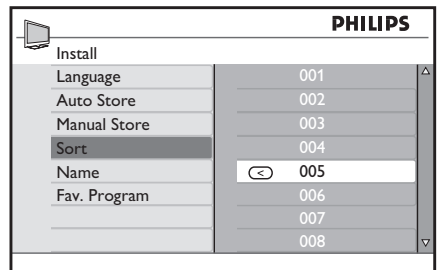 PHILIPS
Install
Language 001
Auto Store 002
Manual Store 003
Sort 004
Name < 005
Fav. Program 006
007
008